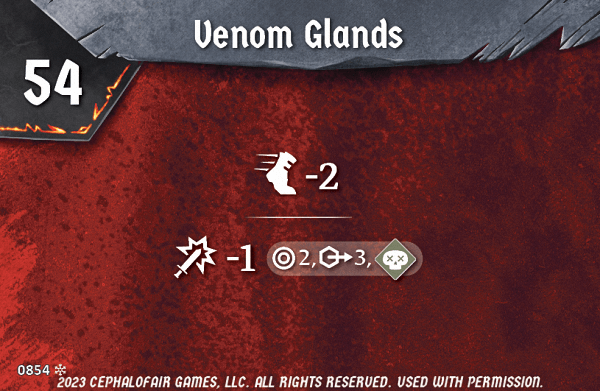 Venom Glands
54
-2
-1 2, 3,
0854
2023 CEPHALOFAIR GAMES, LLC. ALL RIGHTS RESERVED. USED WITH PERMISSION.